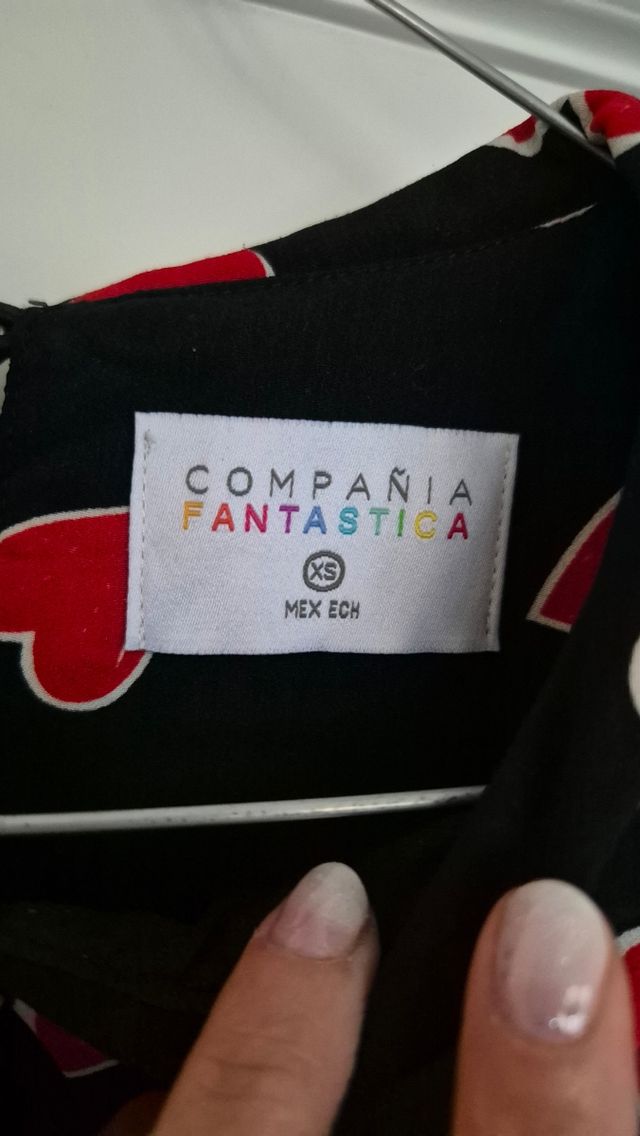 COMPAÑIA
FANTASTICA
XS
MEX ECH